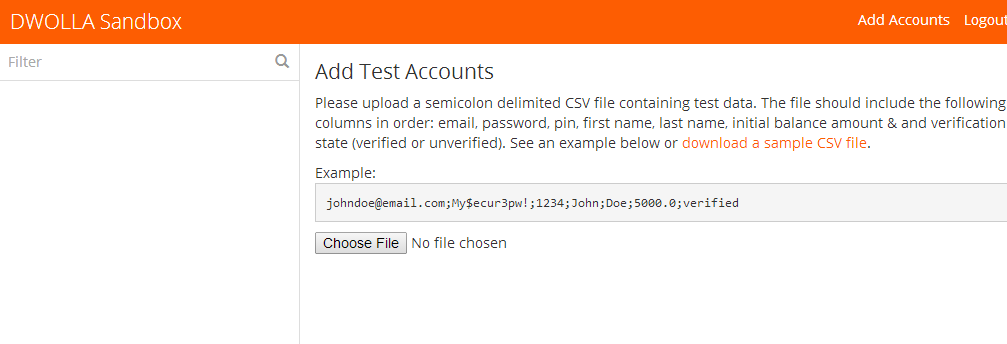 DWOLLA Sandbox
Add Accounts
Logout
Filter
Add Test Accounts
Please upload a semicolon delimited CSV file containing test data. The file should include the following
columns in order: email, password, pin, first name, last name, initial balance amount & and verification
state (verified or unverified). See an example below or download a sample CSV file.
Example:
johndoe@email.com;My$ecur3pw!;1234;John;Doe;5000.0;verified
Choose File No file chosen